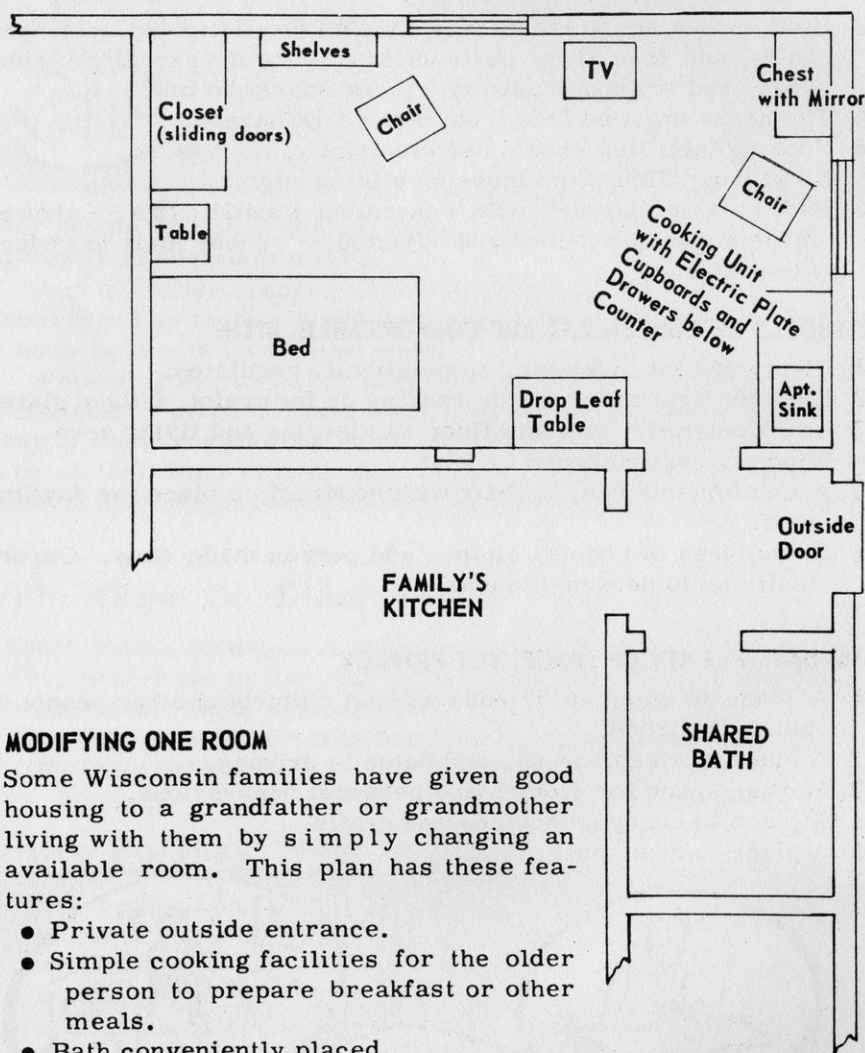 Shelves
TV
Chest
with Mirror
Closet
(sliding doors)
Chair
Chair
Table
Cooking Unit
with Electric Plate
Cupboards and
Drawers below
Counter
Bed
Drop Leaf
Table
Apt.
Sink
Outside
Door
FAMILY'S
KITCHEN
SHARED
BATH
MODIFYING ONE ROOM
Some Wisconsin families have given good
housing to a grandfather or grandmother
living with them by simply changing an
available room. This plan has these fea-
tures:
● Private outside entrance.
● Simple cooking facilities for the older
person to prepare breakfast or other
meals.
● Bath conveniently placed